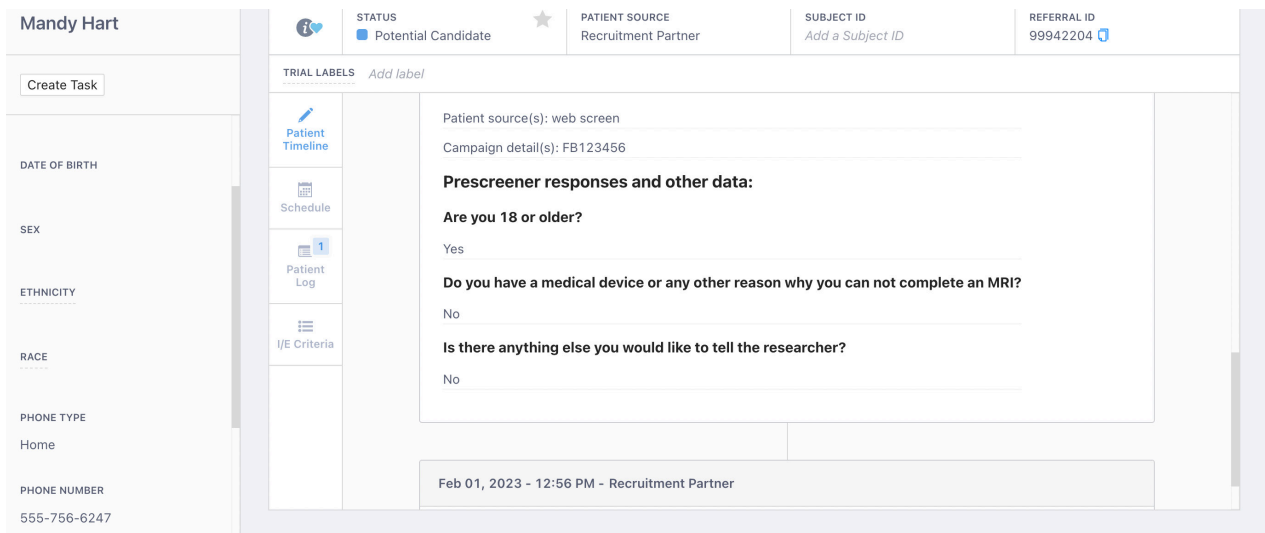 Mandy Hart
Create Task
DATE OF BIRTH
SEX
ETHNICITY
RACE
PHONE TYPE
Home
PHONE NUMBER
555-756-6247
STATUS
Potential Candidate
PATIENT SOURCE
Recruitment Partner
SUBJECT ID
Add a Subject ID
REFERRAL ID
99942204
TRIAL LABELS Add label
Patient
Timeline
Schedule
1
Patient
Log
I/E Criteria
Patient source(s): web screen
Campaign detail(s): FB123456
Prescreener responses and other data:
Are you 18 or older?
Yes
Do you have a medical device or any other reason why you can not complete an MRI?
No
Is there anything else you would like to tell the researcher?
No
Feb 01, 2023 - 12:56 PM - Recruitment Partner